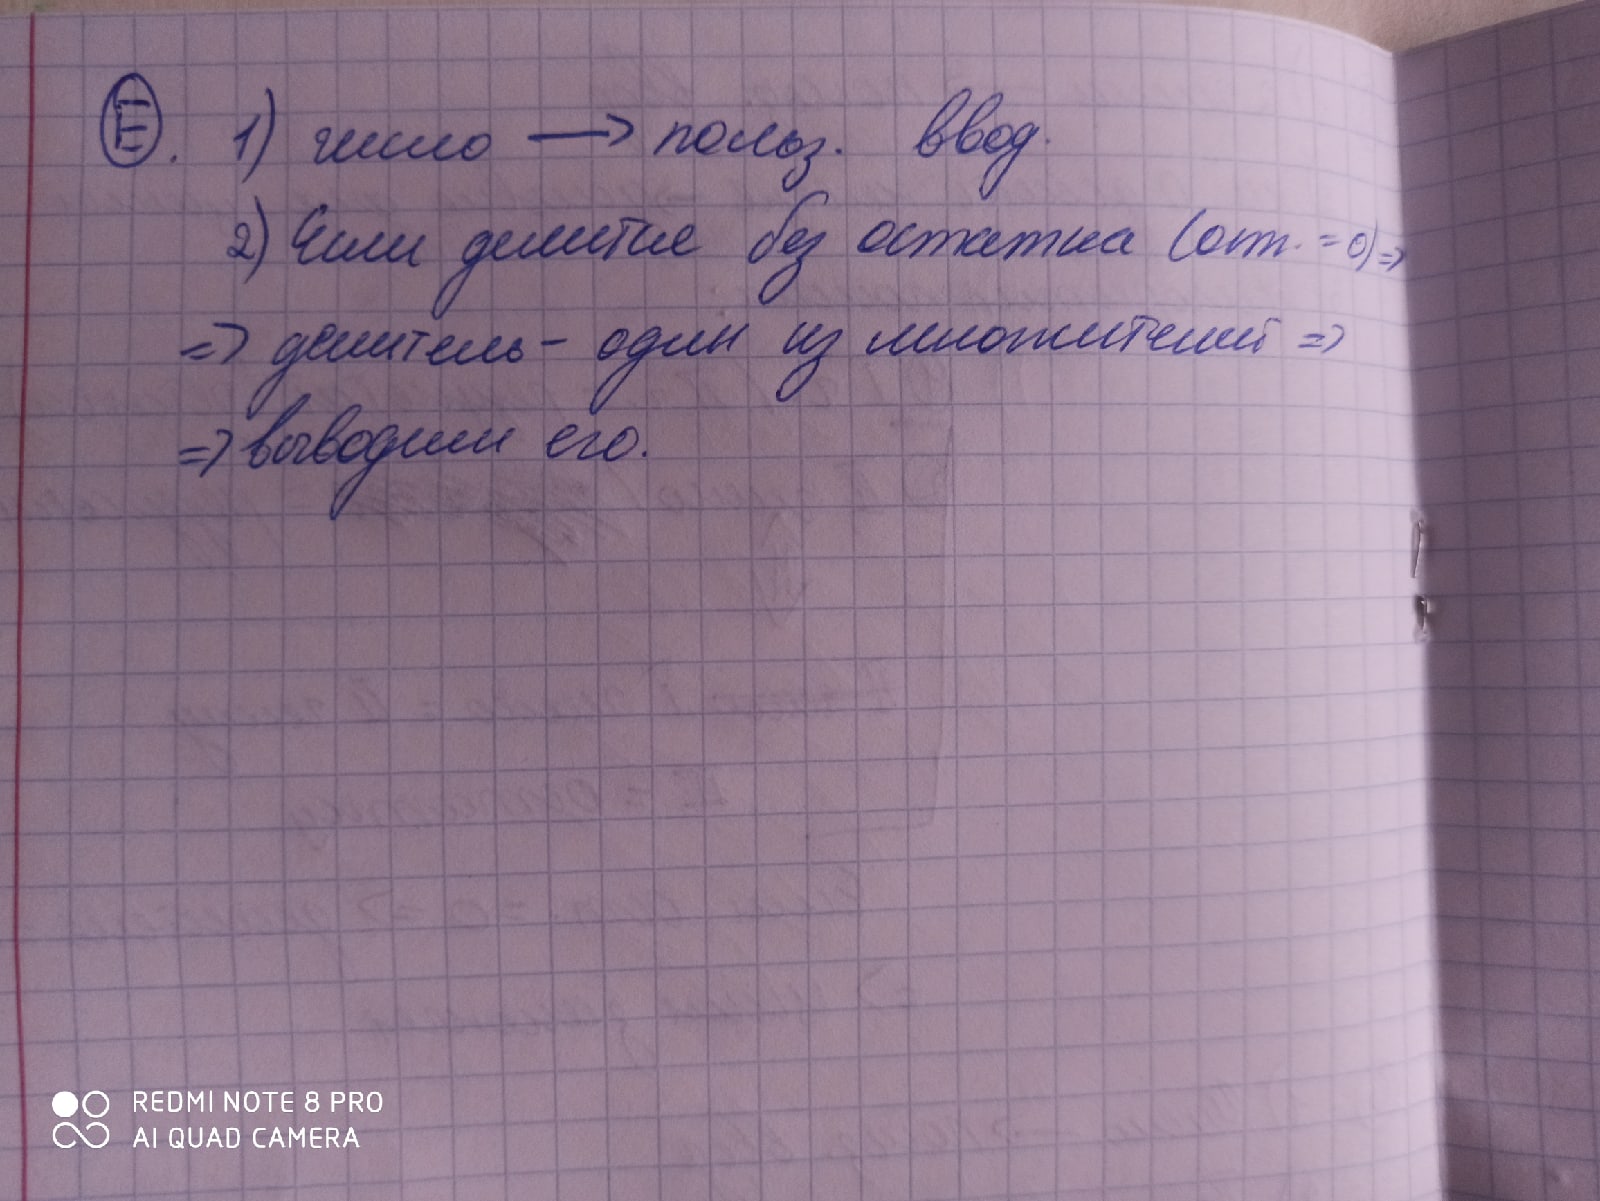 Е. 1) число → польз. ввод.
2) Если делится без остатка (ост. = 0) =>
=> делитель - один из множителей =>
=> выводим его.
REDMI NOTE 8 PRO
AI QUAD CAMERA